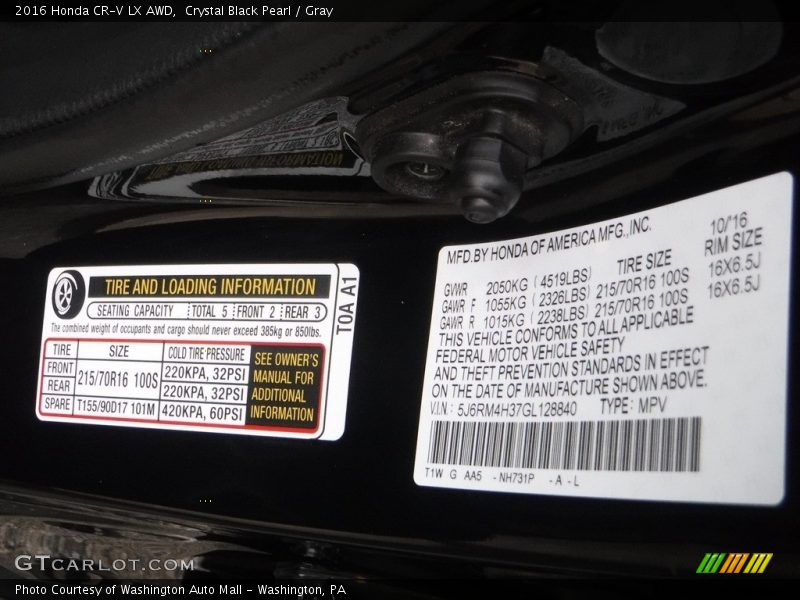 2016 Honda CR-V LX AWD,  Crystal Black Pearl / Gray
TIRE AND LOADING INFORMATION
SEATING CAPACITY TOTAL 5 FRONT 2 REAR 3
The combined weight of occupants and cargo should never exceed 385kg or 850lbs.
TIRE SIZE COLD TIRE PRESSURE
FRONT 215/70R16 100S 220KPA, 32PSI
REAR 220KPA, 32PSI
SPARE T155/90D17 101M 420KPA, 60PSI
SEE OWNER'S
MANUAL FOR
ADDITIONAL
INFORMATION
T0A A1
MFD.BY HONDA OF AMERICA MFG.,INC. 10/'16
TIRE SIZE RIM SIZE
GVWR 2050KG (4519LBS)
GAWR F 1055KG (2326LBS) 215/70R16 100S 16X6.5J
GAWR R 1015KG (2238LBS) 215/70R16 100S 16X6.5J
THIS VEHICLE CONFORMS TO ALL APPLICABLE
FEDERAL MOTOR VEHICLE SAFETY
AND THEFT PREVENTION STANDARDS IN EFFECT
ON THE DATE OF MANUFACTURE SHOWN ABOVE.
V.I.N: 5J6RM4H37GL128840 TYPE: MPV
T1W G AA5 - NH731P - A - L
GTCARLOT.COM
Photo Courtesy of Washington Auto Mall - Washington, PA